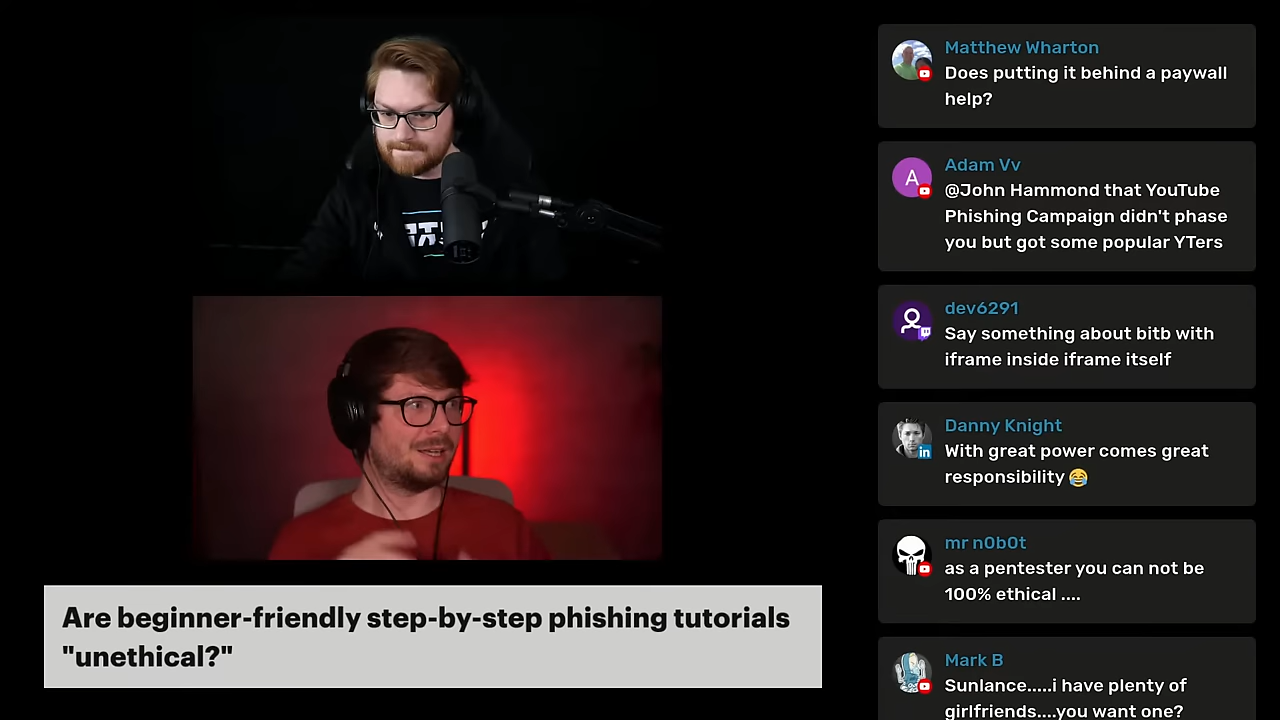 Matthew Wharton
Does putting it behind a paywall
help?
A
Adam Vv
@John Hammond that YouTube
Phishing Campaign didn't phase
you but got some popular YTers
dev6291
Say something about bitb with
iframe inside iframe itself
Danny Knight
in
With great power comes great
responsibility 😂
mr n0b0t
as a pentester you can not be
100% ethical ....
Mark B
Sunlance.....i have plenty of
girlfriends....you want one?
Are beginner-friendly step-by-step phishing tutorials
"unethical?"